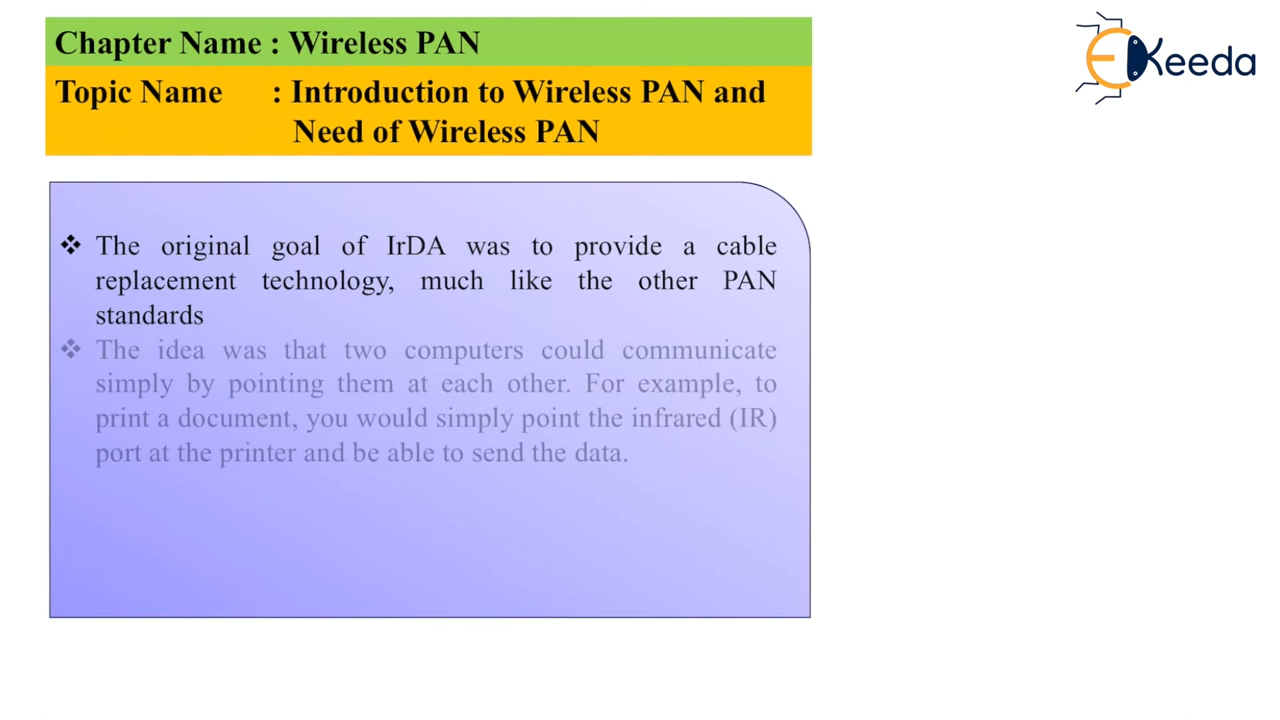 Chapter Name : Wireless PAN
EKeeda
Topic Name : Introduction to Wireless PAN and
Need of Wireless PAN
❖ The original goal of IrDA was to provide a cable
replacement technology, much like the other PAN
standards
❖ The idea was that two computers could communicate
simply by pointing them at each other. For example, to
print a document, you would simply point the infrared (IR)
port at the printer and be able to send the data.